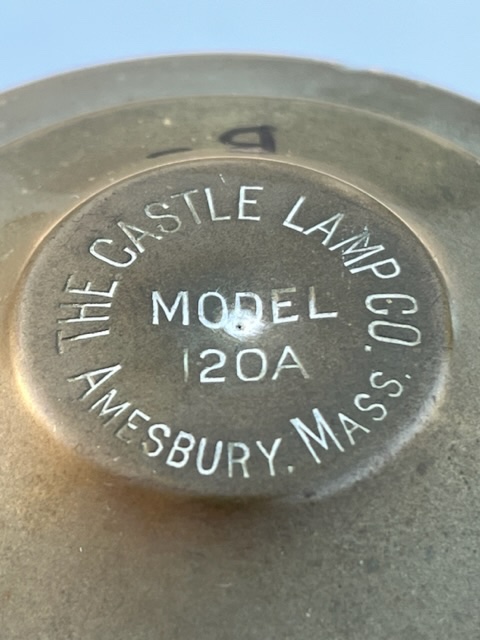 THE CASTLE LAMP CO.
MODEL
120A
AMESBURY, MASS.